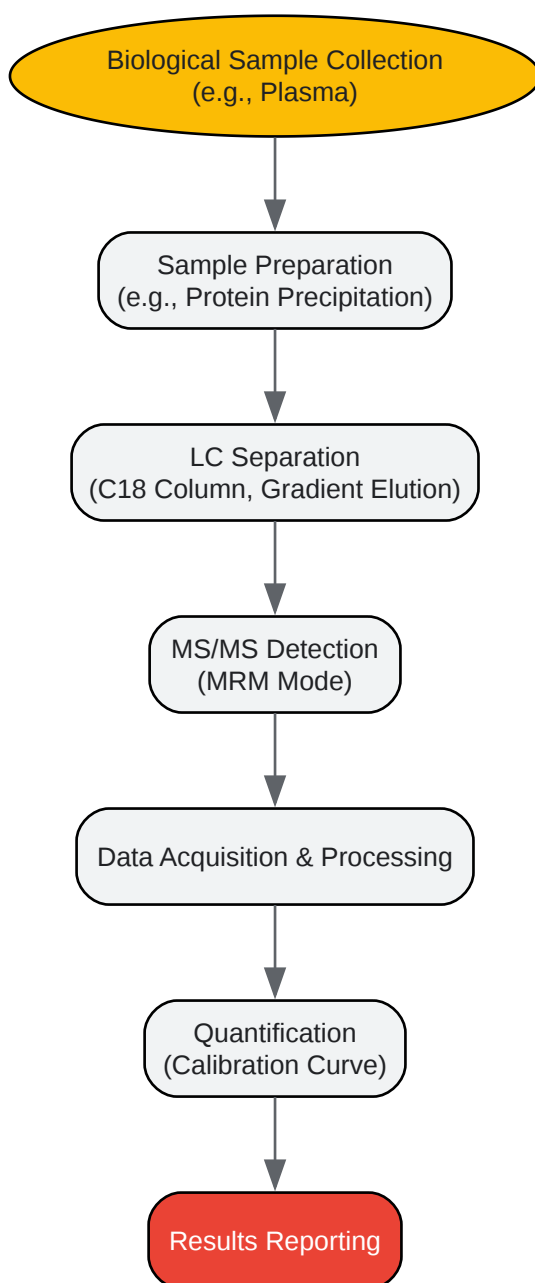 Biological Sample Collection
(e.g., Plasma)
Sample Preparation
(e.g., Protein Precipitation)
LC Separation
(C18 Column, Gradient Elution)
MS/MS Detection
(MRM Mode)
Data Acquisition & Processing
Quantification
(Calibration Curve)
Results Reporting